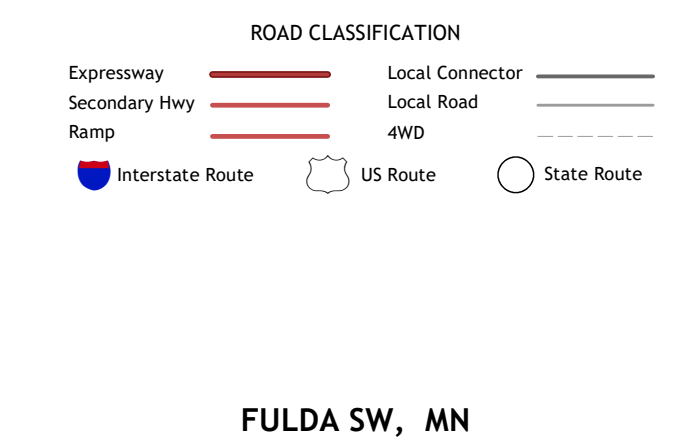 ROAD CLASSIFICATION
Expressway
Local Connector
Secondary Hwy
Local Road
Ramp
4WD
Interstate Route
US Route
State Route
FULDA SW, MN